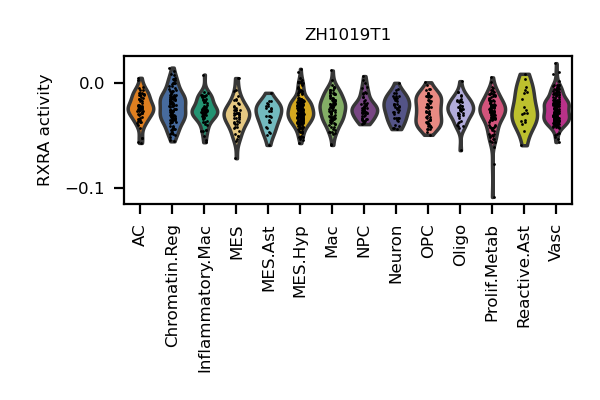 ZH1019T1
RXRA activity
0.0
−0.1
AC
Chromatin.Reg
Inflammatory.Mac
MES
MES.Ast
MES.Hyp
Mac
NPC
Neuron
OPC
Oligo
Prolif.Metab
Reactive.Ast
Vasc